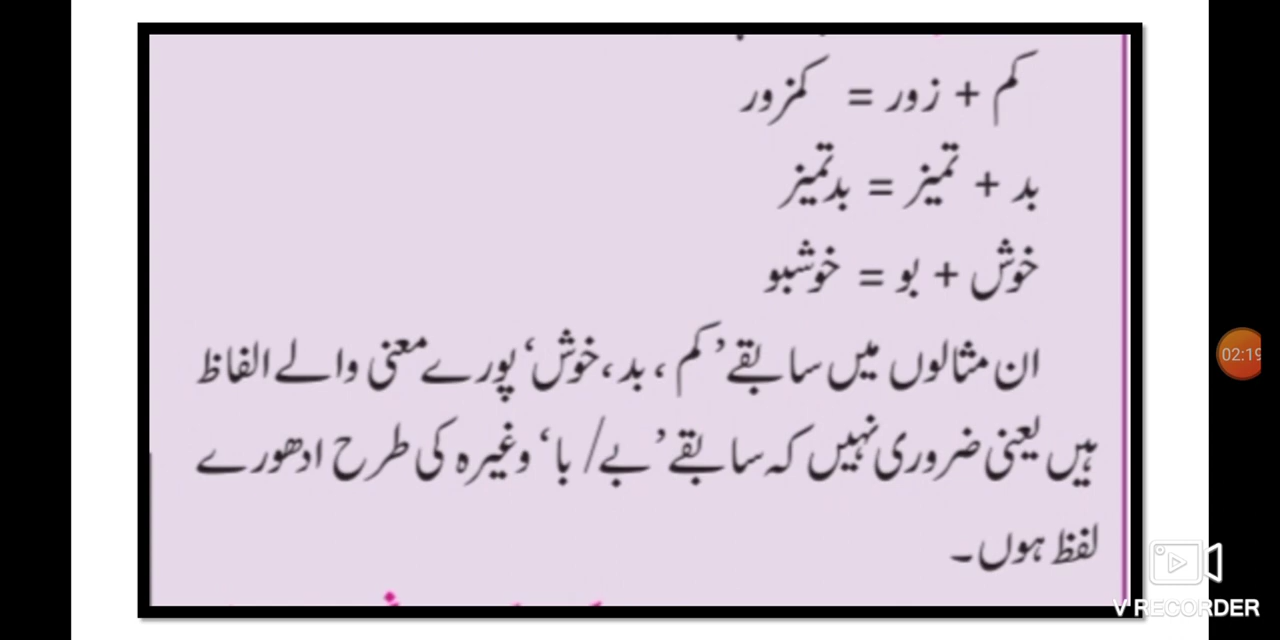 کم + زور = کمزور
بد + تمیز = بدتمیز
خوش + بو = خوشبو
ان مثالوں میں سابقے ’کم ، بد، خوش‘ پورے معنی والے الفاظ
ہیں یعنی ضروری نہیں کہ سابقے ’بے/ با‘ وغیرہ کی طرح ادھورے
لفظ ہوں۔
02:19
V RECORDER